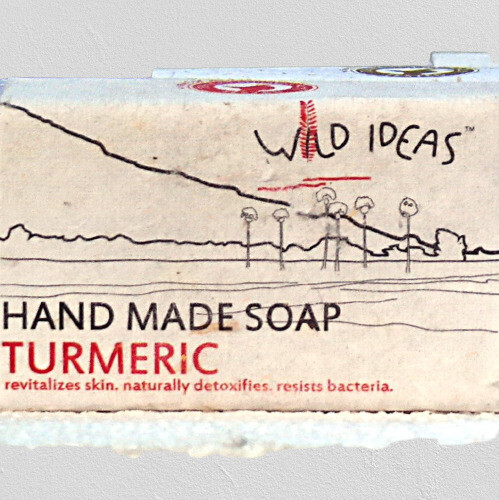 WILD IDEAS™
HAND MADE SOAP
TURMERIC
revitalizes skin. naturally detoxifies. resists bacteria.